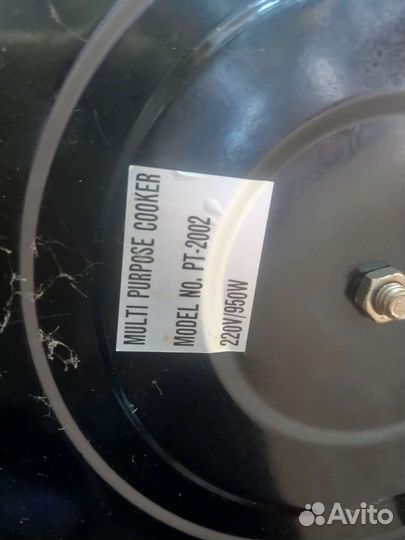 MULTI PURPOSE COOKER
MODEL NO. PT-2002
220V/950W
Avito